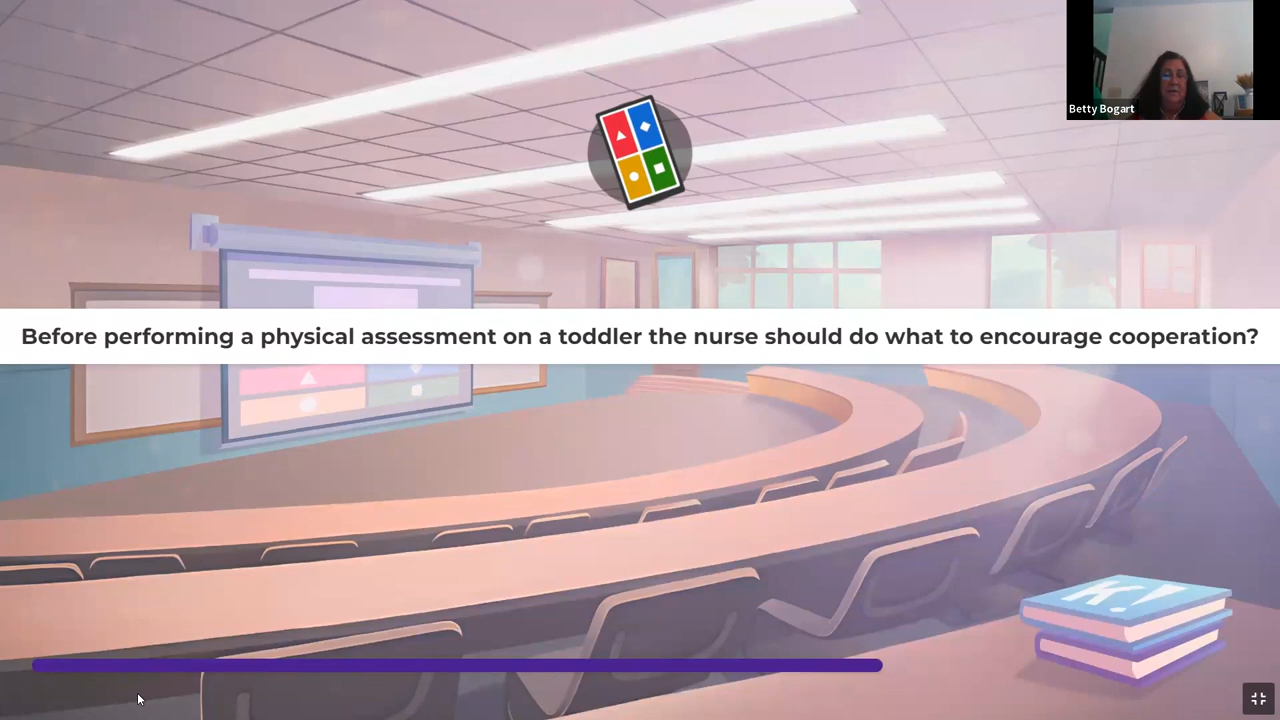 Betty Bogart
Before performing a physical assessment on a toddler the nurse should do what to encourage cooperation?
K!